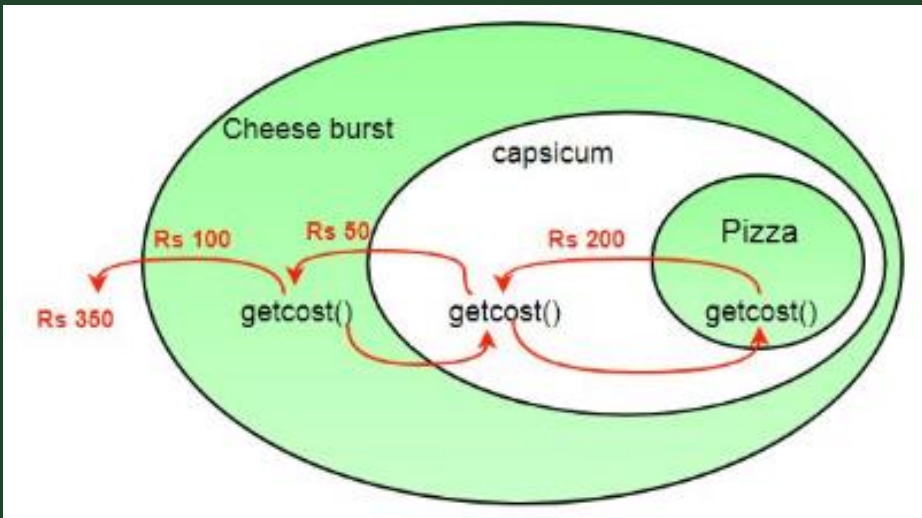 Cheese burst
capsicum
Pizza
Rs 100
Rs 50
Rs 200
getcost()
getcost()
getcost()
Rs 350